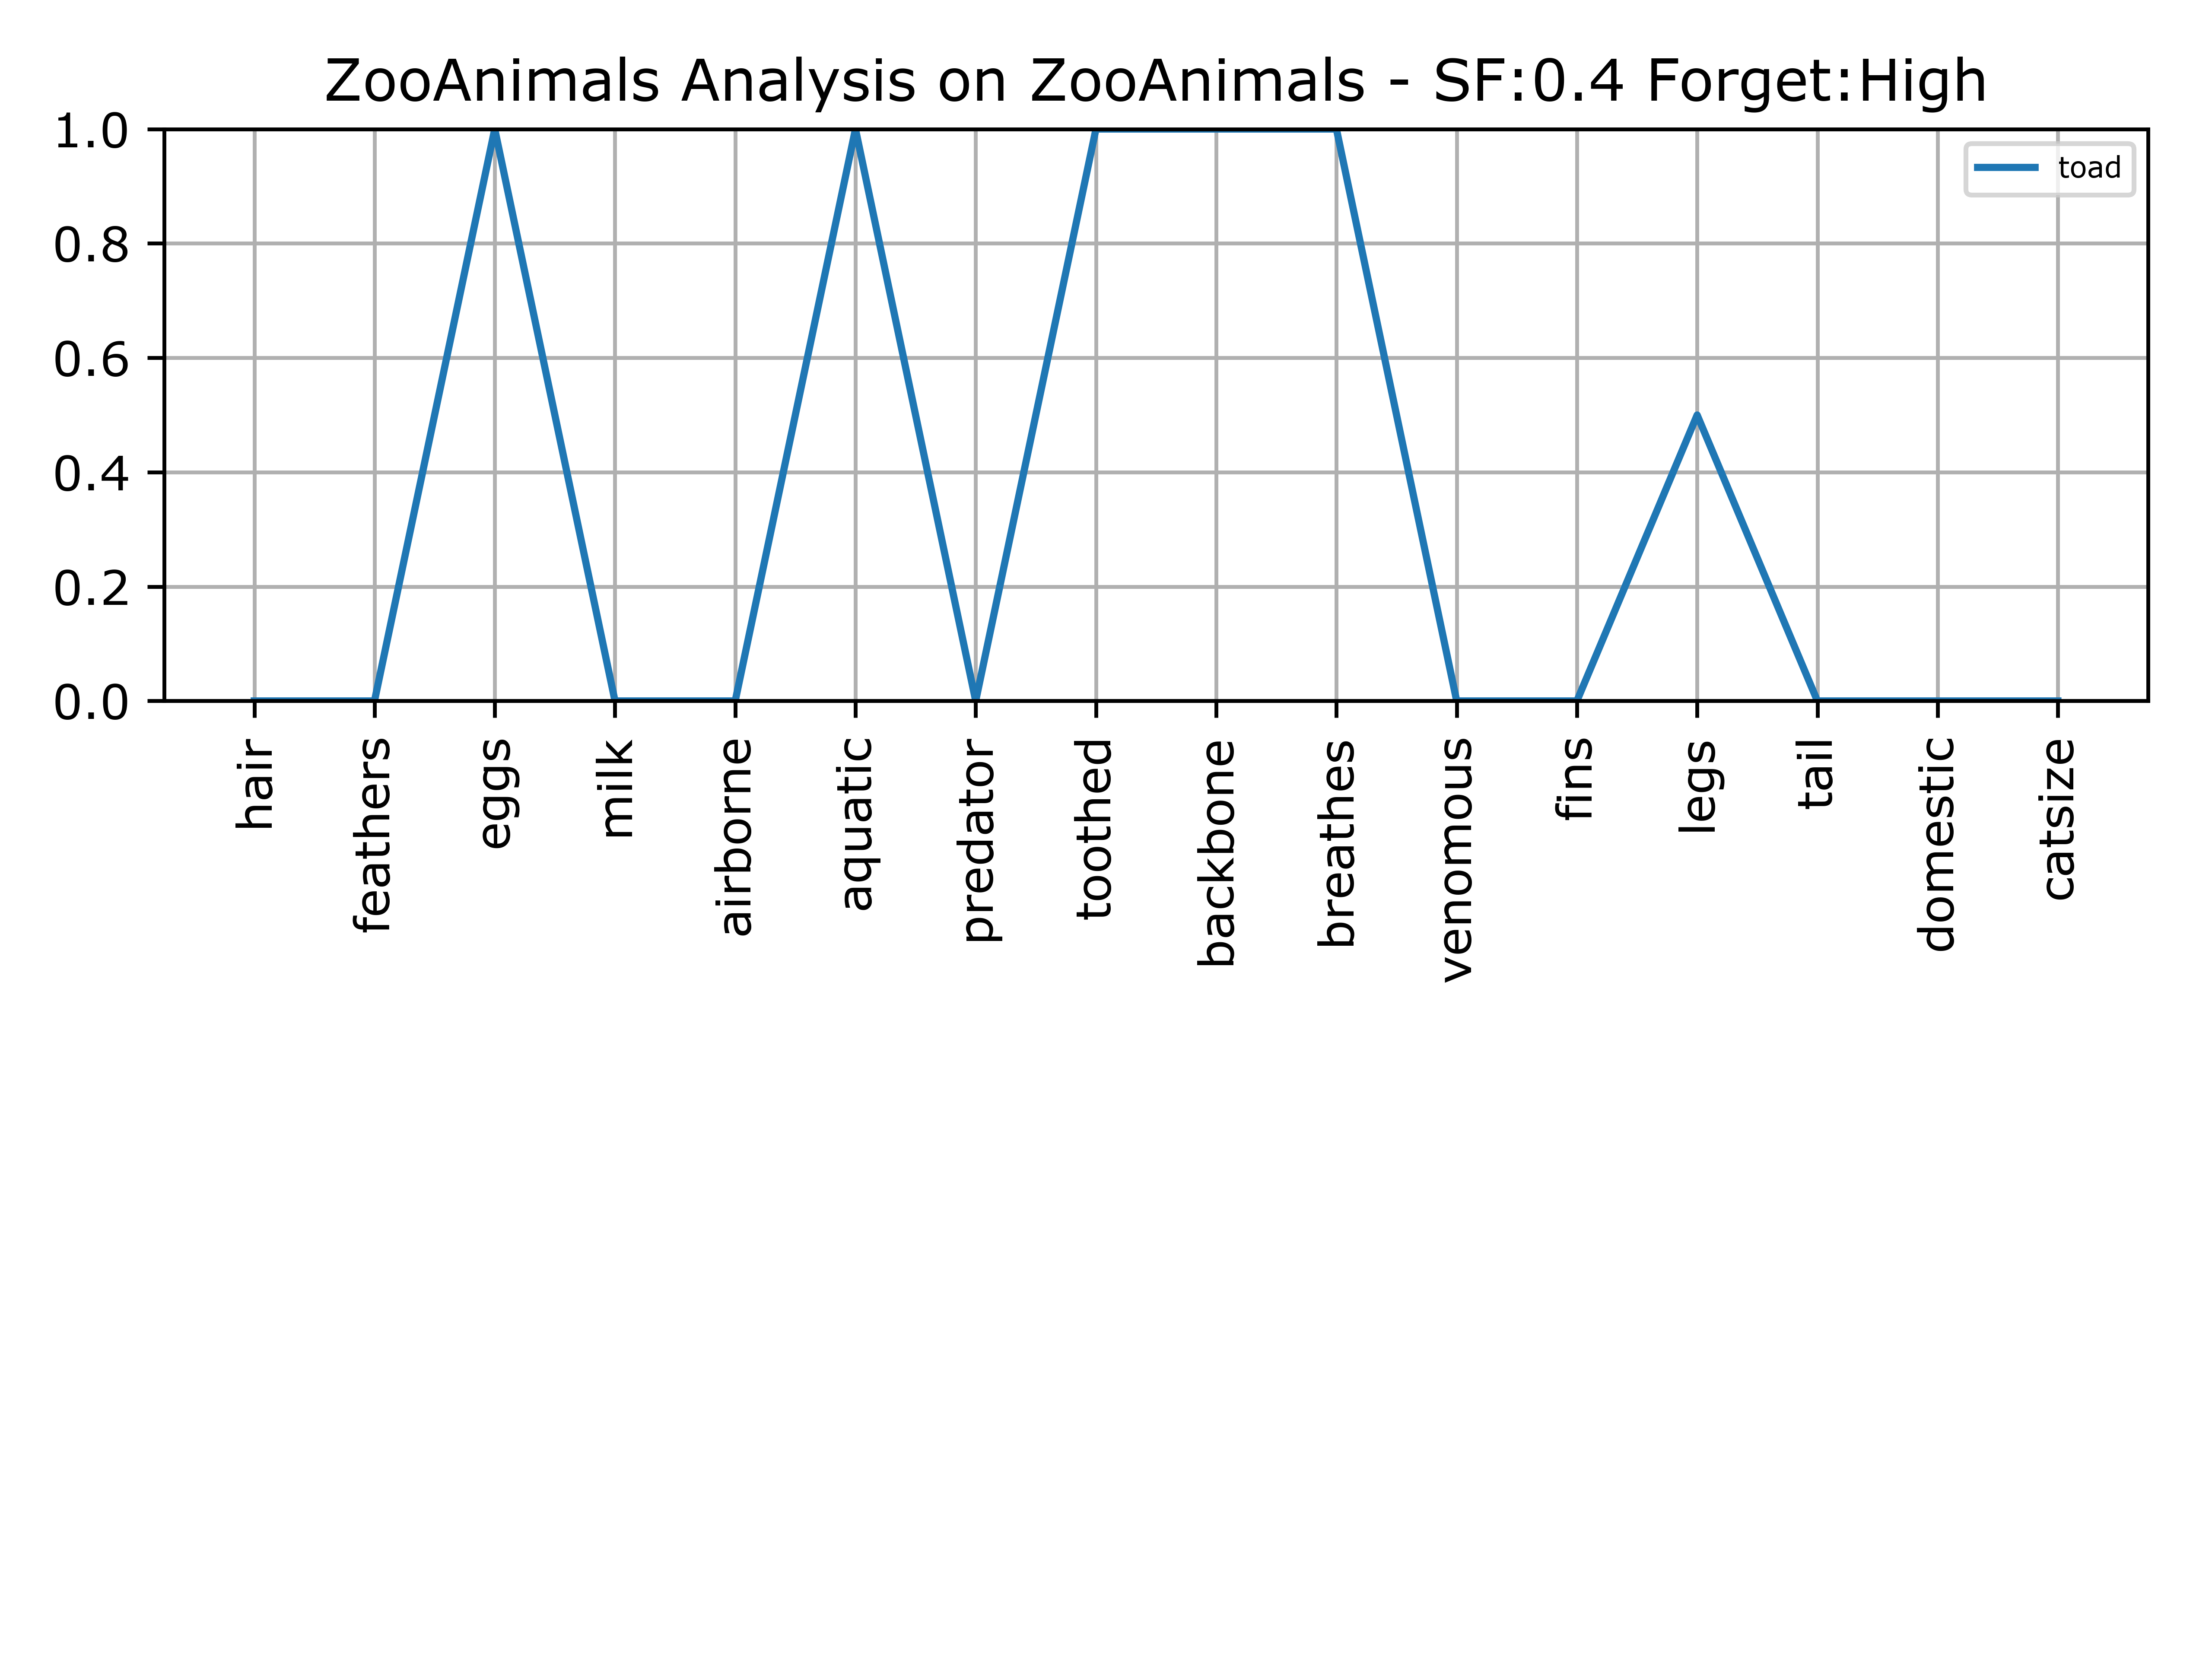 ZooAnimals Analysis on ZooAnimals - SF:0.4 Forget:High
1.0
0.8
0.6
0.4
0.2
0.0
toad
hair
feathers
eggs
milk
airborne
aquatic
predator
toothed
backbone
breathes
venomous
fins
legs
tail
domestic
catsize